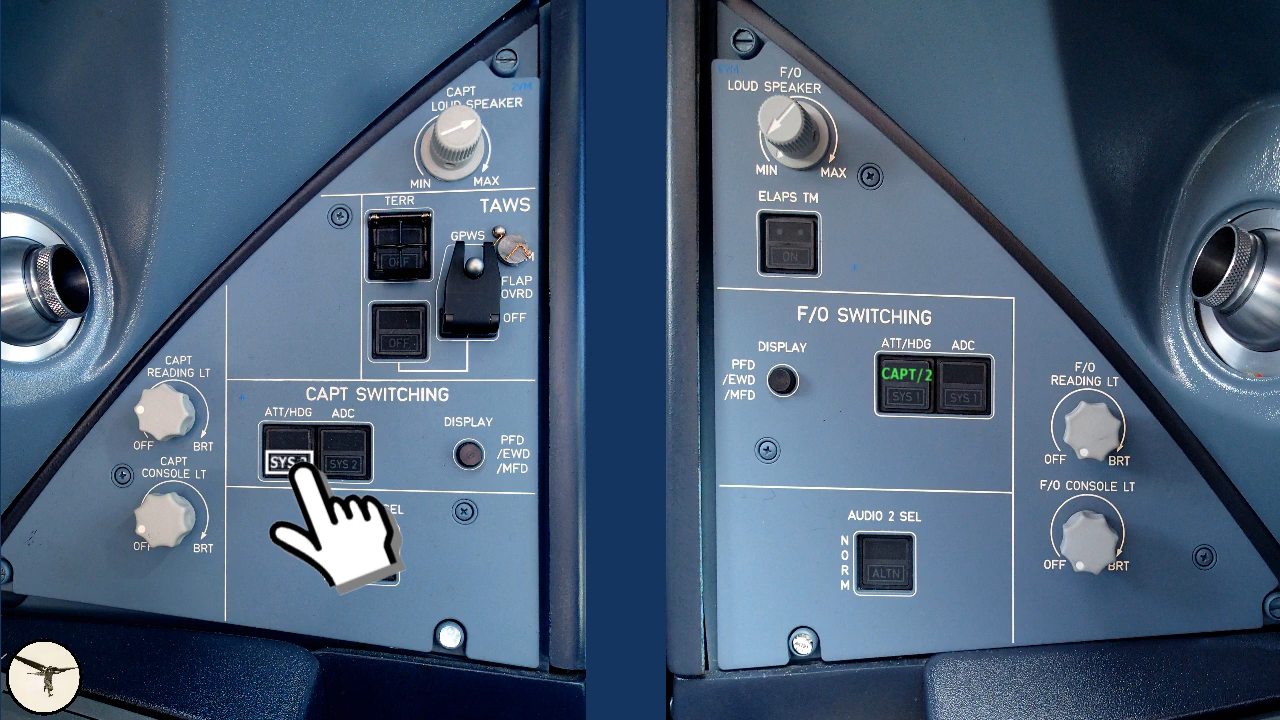 CAPT
LOUD SPEAKER
MIN
MAX
TERR
TAWS
GPWS
OFF
FLAP
OVRD
OFF
OFF
CAPT
READING LT
OFF
BRT
CAPT
CONSOLE LT
OFF
BRT
CAPT SWITCHING
ATT/HDG
ADC
SYS 2
SYS 2
DISPLAY
PFD
/EWD
/MFD
F/O
LOUD SPEAKER
MIN
MAX
ELAPS TM
ON
F/O SWITCHING
DISPLAY
PFD
/EWD
/MFD
ATT/HDG
ADC
CAPT/2
SYS 1
SYS 1
AUDIO 2 SEL
NORM
ALTN
F/O
READING LT
OFF
BRT
F/O CONSOLE LT
OFF
BRT